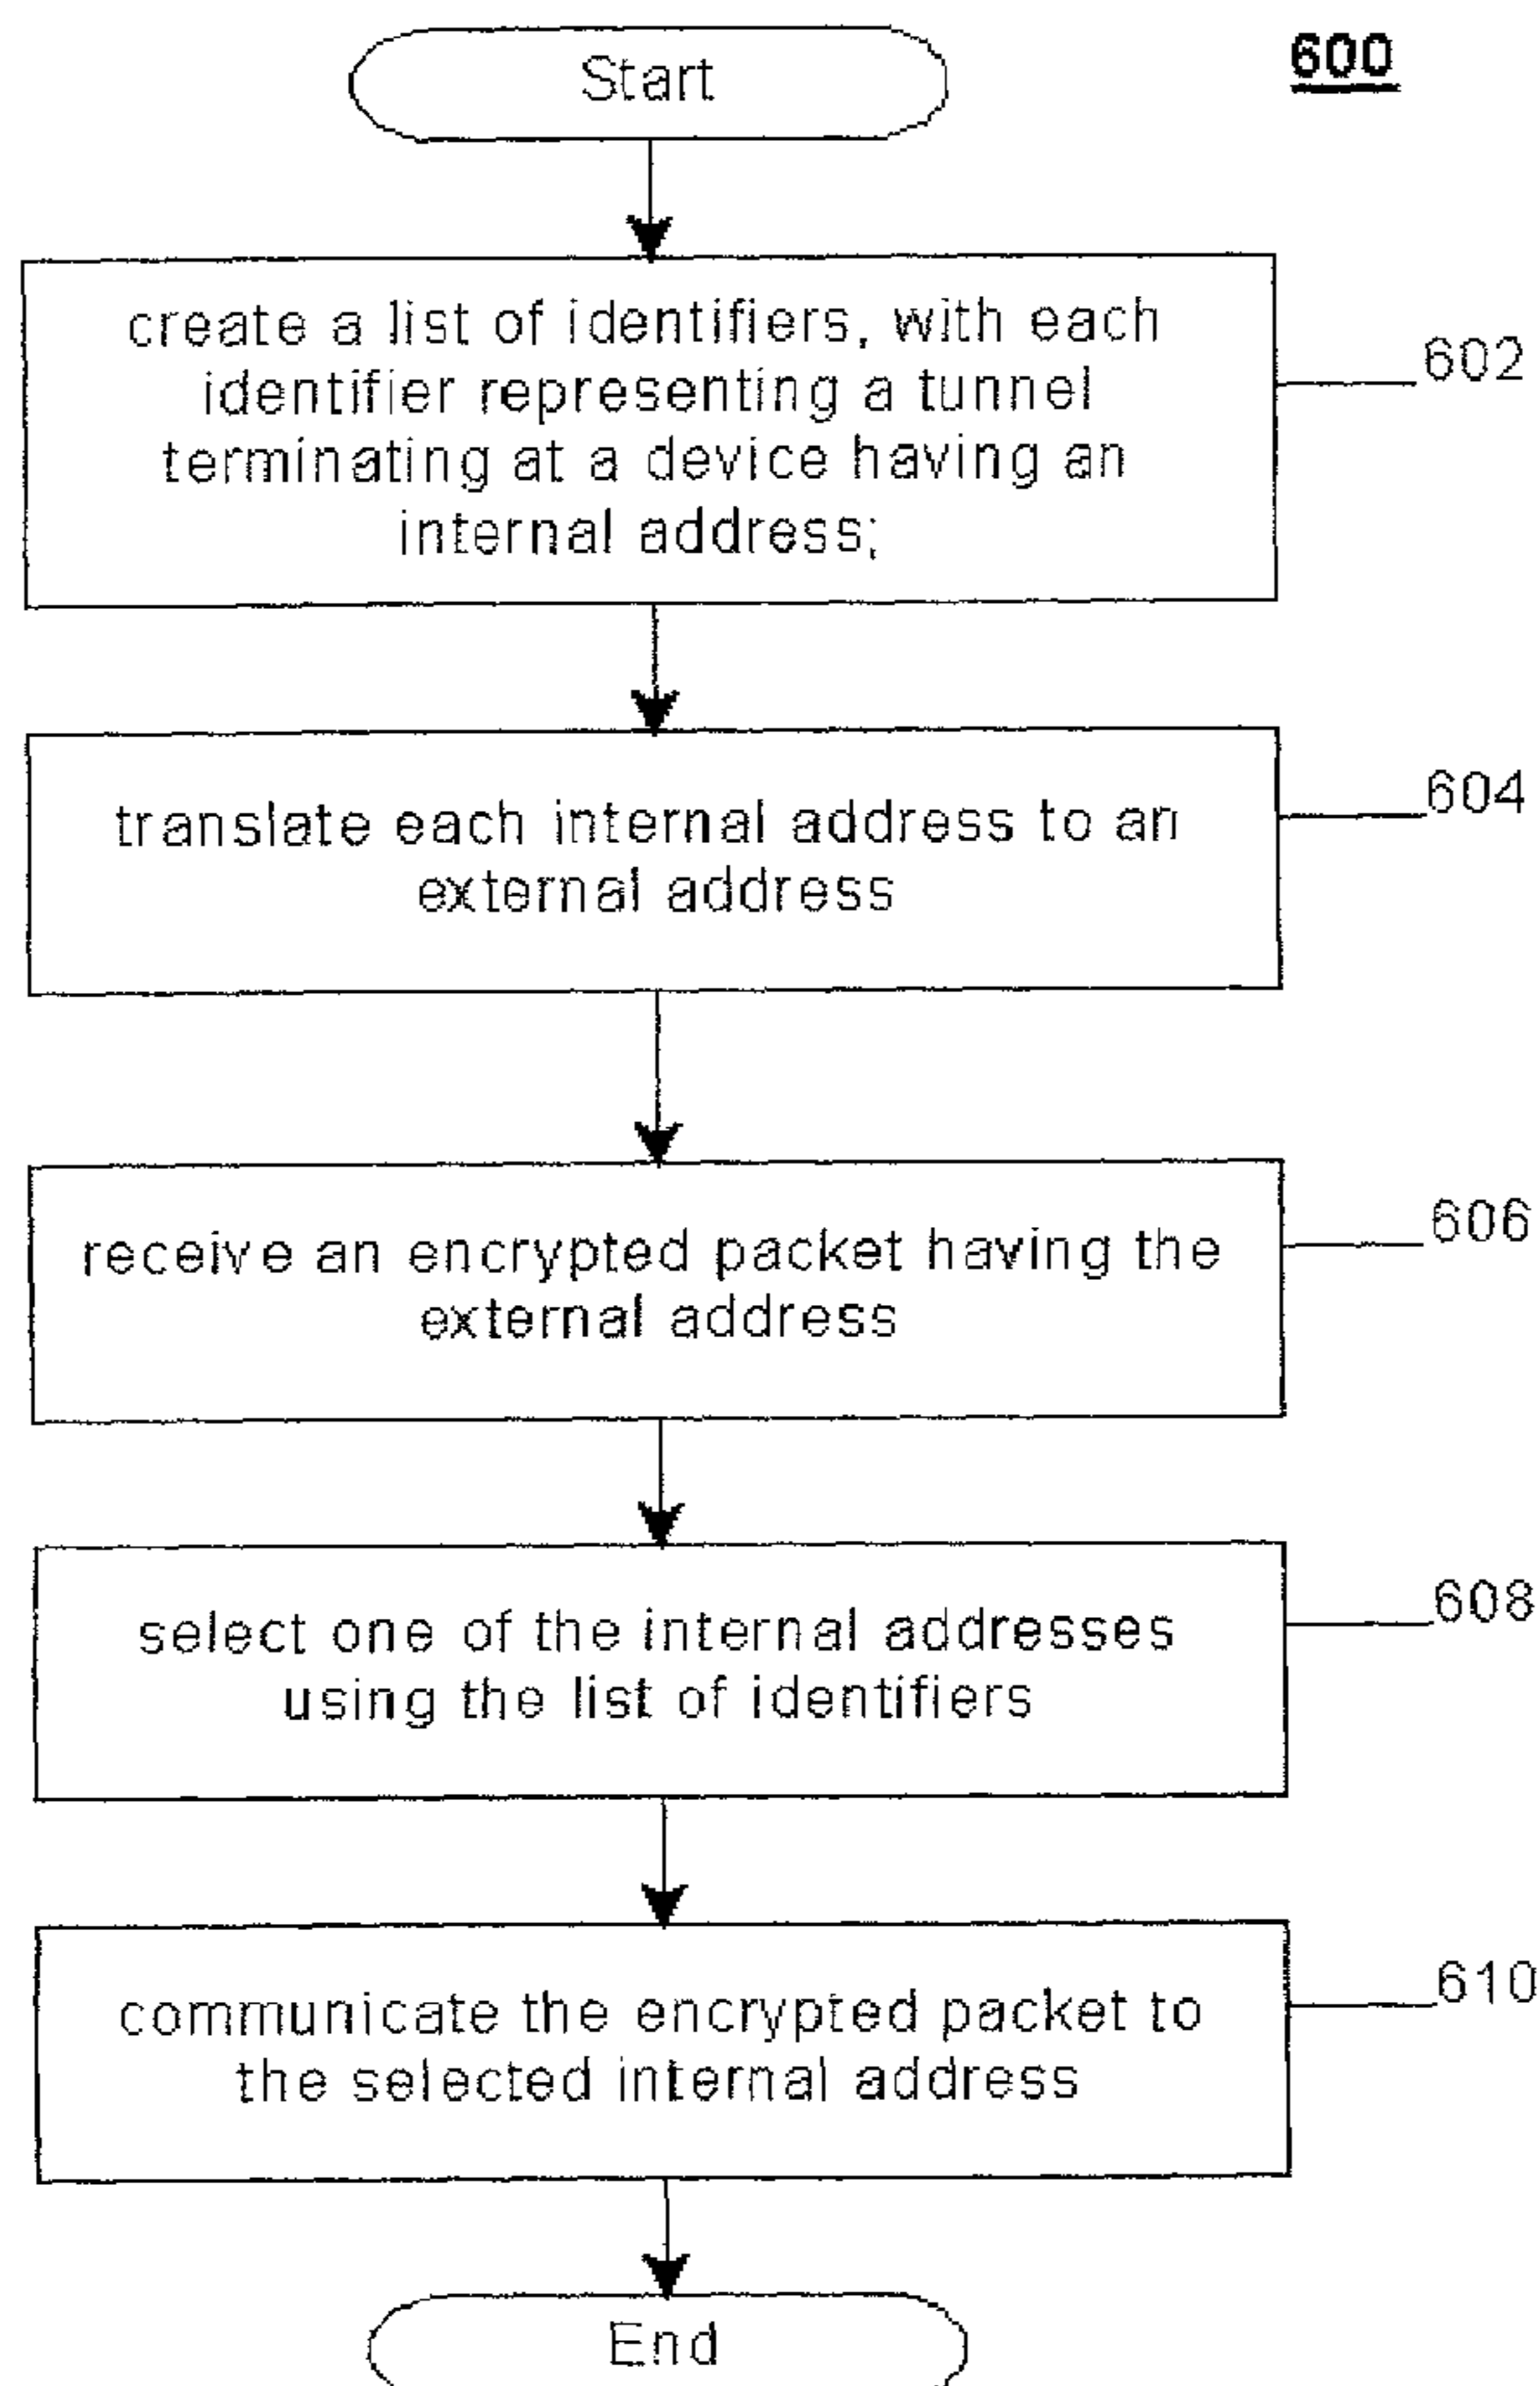 Start
600
create a list of identifiers, with each
identifier representing a tunnel
terminating at a device having an
internal address;
602
translate each internal address to an
external address
604
receive an encrypted packet having the
external address
606
select one of the internal addresses
using the list of identifiers
608
communicate the encrypted packet to
the selected internal address
610
End